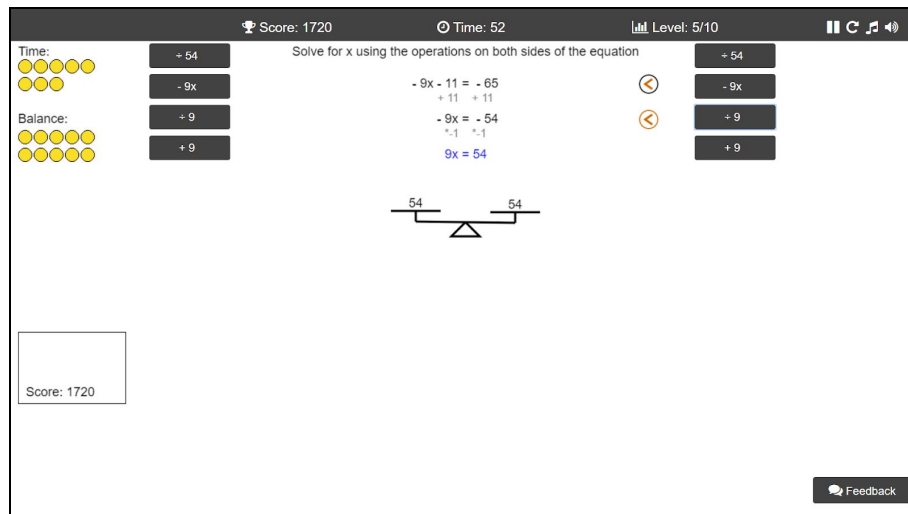 Score: 1720 Time: 52 Level: 5/10
Time:
Balance:
÷ 54
- 9x
÷ 9
+ 9
Solve for x using the operations on both sides of the equation
- 9x - 11 = - 65
+ 11 + 11
- 9x = - 54
*-1 *-1
9x = 54
54 54
÷ 54
- 9x
÷ 9
+ 9
Score: 1720
Feedback